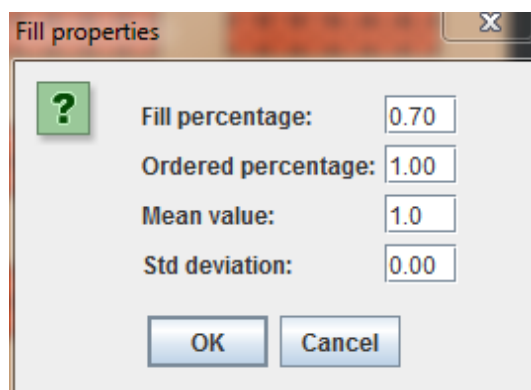 Fill properties
Fill percentage: 0.70
Ordered percentage: 1.00
Mean value: 1.0
Std deviation: 0.00
OK Cancel